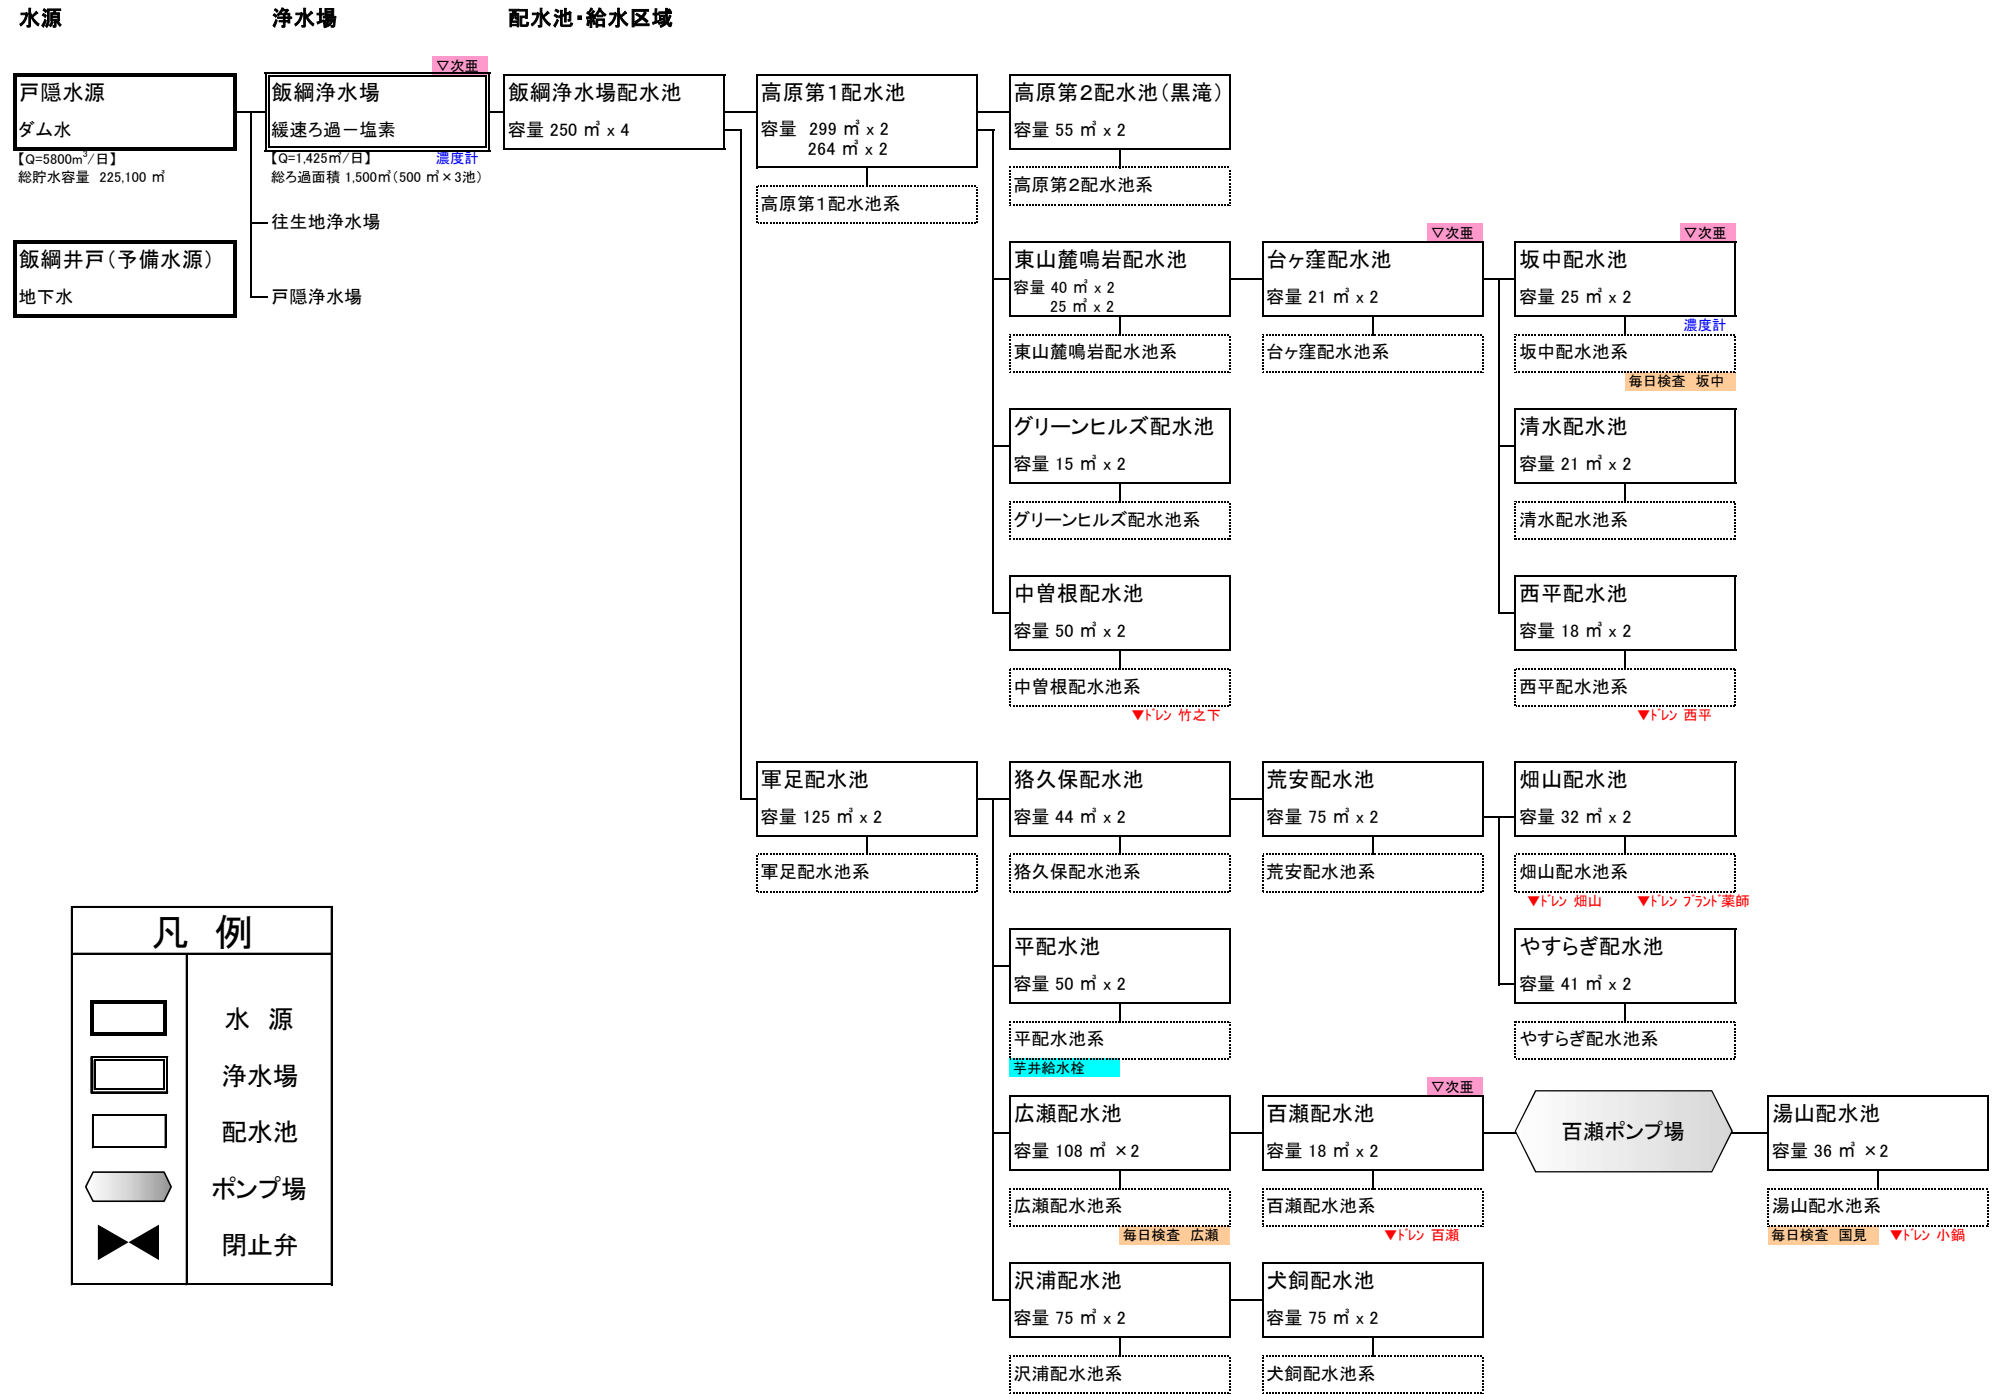 水源
浄水場
配水池・給水区域
▽次亜
戸隠水源
ダム水
【Q=5800m³/日】
総貯水容量 225,100 ㎥
飯綱浄水場
緩速ろ過－塩素
【Q=1,425㎥/日】
濃度計
総ろ過面積 1,500㎡(500 ㎡×3池)
往生地浄水場
戸隠浄水場
飯綱井戸(予備水源)
地下水
飯綱浄水場配水池
容量 250 ㎥ x 4
高原第1配水池
容量 299 ㎥ x 2
264 ㎥ x 2
高原第1配水池系
高原第2配水池(黒滝)
容量 55 ㎥ x 2
高原第2配水池系
東山麓鳴岩配水池
容量 40 ㎥ x 2
25 ㎥ x 2
東山麓鳴岩配水池系
▽次亜
台ヶ窪配水池
容量 21 ㎥ x 2
台ヶ窪配水池系
▽次亜
坂中配水池
容量 25 ㎥ x 2
濃度計
坂中配水池系
毎日検査 坂中
グリーンヒルズ配水池
容量 15 ㎥ x 2
グリーンヒルズ配水池系
清水配水池
容量 21 ㎥ x 2
清水配水池系
中曽根配水池
容量 50 ㎥ x 2
中曽根配水池系
▼ドレン 竹之下
西平配水池
容量 18 ㎥ x 2
西平配水池系
▼ドレン 西平
軍足配水池
容量 125 ㎥ x 2
軍足配水池系
狢久保配水池
容量 44 ㎥ x 2
狢久保配水池系
荒安配水池
容量 75 ㎥ x 2
荒安配水池系
畑山配水池
容量 32 ㎥ x 2
畑山配水池系
▼ドレン 畑山
▼ドレン ブランド薬師
平配水池
容量 50 ㎥ x 2
平配水池系
芋井給水栓
やすらぎ配水池
容量 41 ㎥ x 2
やすらぎ配水池系
広瀬配水池
容量 108 ㎥ ×2
広瀬配水池系
毎日検査 広瀬
▽次亜
百瀬配水池
容量 18 ㎥ x 2
百瀬配水池系
▼ドレン 百瀬
百瀬ポンプ場
湯山配水池
容量 36 ㎥ ×2
湯山配水池系
毎日検査 国見
▼ドレン 小鍋
沢浦配水池
容量 75 ㎥ x 2
沢浦配水池系
犬飼配水池
容量 75 ㎥ x 2
犬飼配水池系
凡 例
水 源
浄水場
配水池
ポンプ場
閉止弁